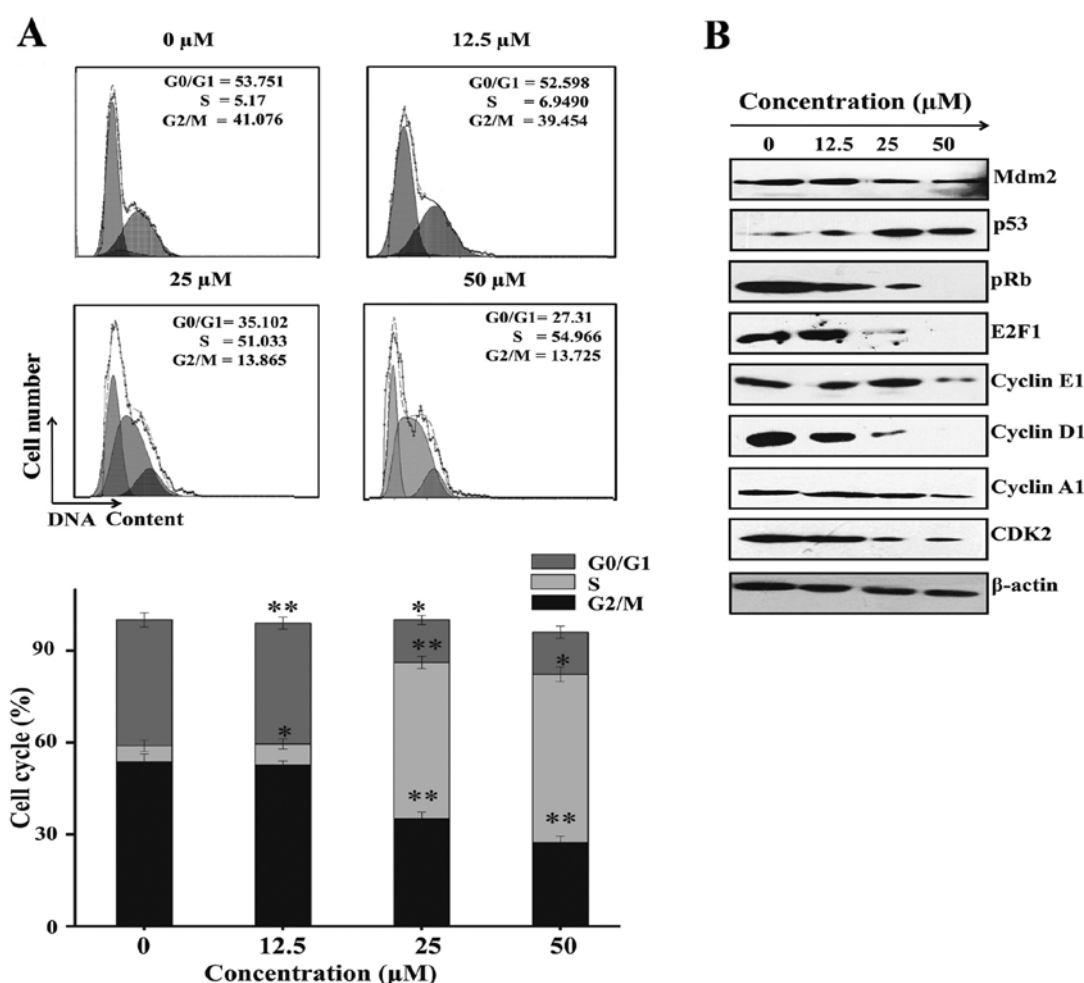 A
0 µM
G0/G1 = 53.751
S = 5.17
G2/M = 41.076
12.5 µM
G0/G1 = 52.598
S = 6.9490
G2/M = 39.454
25 µM
G0/G1 = 35.102
S = 51.033
G2/M = 13.865
50 µM
G0/G1= 27.31
S = 54.966
G2/M = 13.725
Cell number
DNA Content
G0/G1
S
G2/M
** * ** * ** * **
Cell cycle (%)
90
60
30
0
0 12.5 25 50
Concentration (µM)
B
Concentration (µM)
0 12.5 25 50
Mdm2
p53
pRb
E2F1
Cyclin E1
Cyclin D1
Cyclin A1
CDK2
β-actin